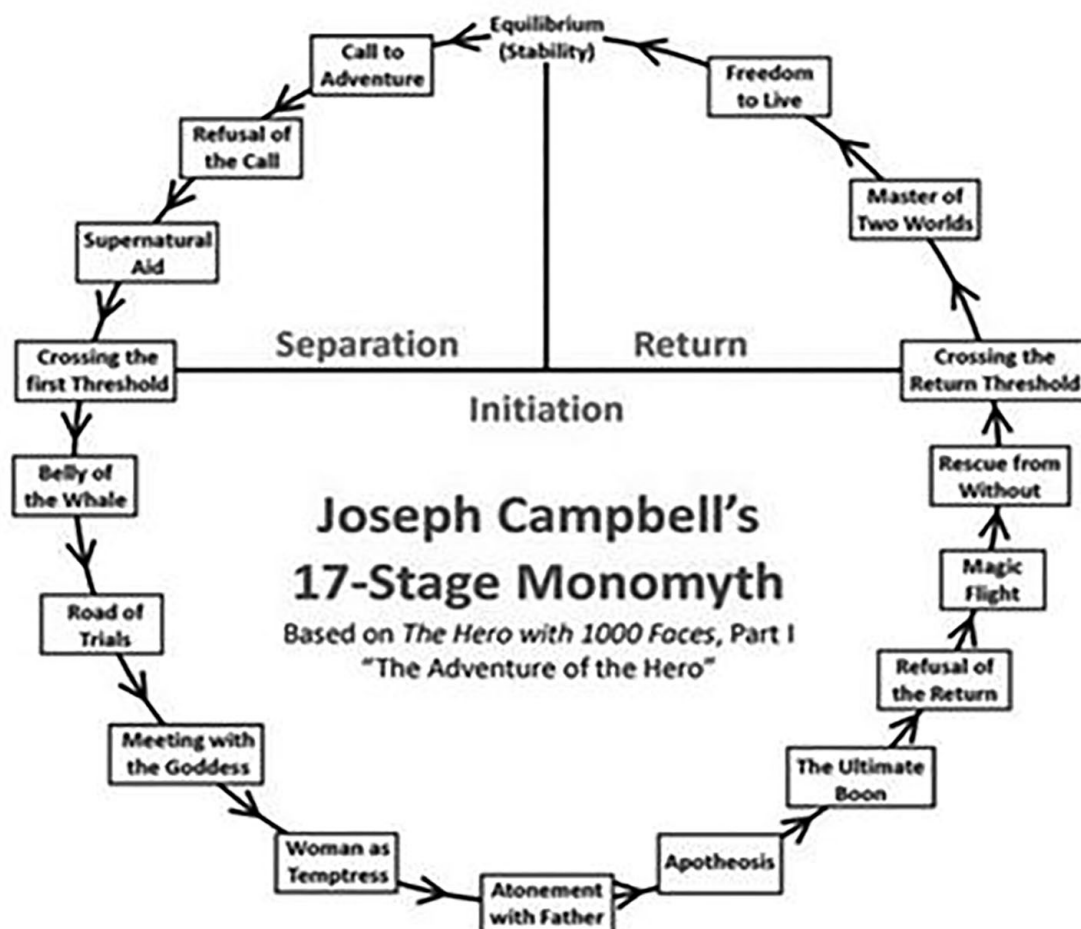 Equilibrium
(Stability)
Call to
Adventure
Refusal of
the Call
Supernatural
Aid
Crossing the
first Threshold
Belly of
the Whale
Road of
Trials
Meeting with
the Goddess
Woman as
Temptress
Atonement
with Father
Apotheosis
The Ultimate
Boon
Refusal of
the Return
Magic
Flight
Rescue from
Without
Crossing the
Return Threshold
Master of
Two Worlds
Freedom
to Live
Separation
Return
Initiation
Joseph Campbell’s
17-Stage Monomyth
Based on The Hero with 1000 Faces, Part I
“The Adventure of the Hero”